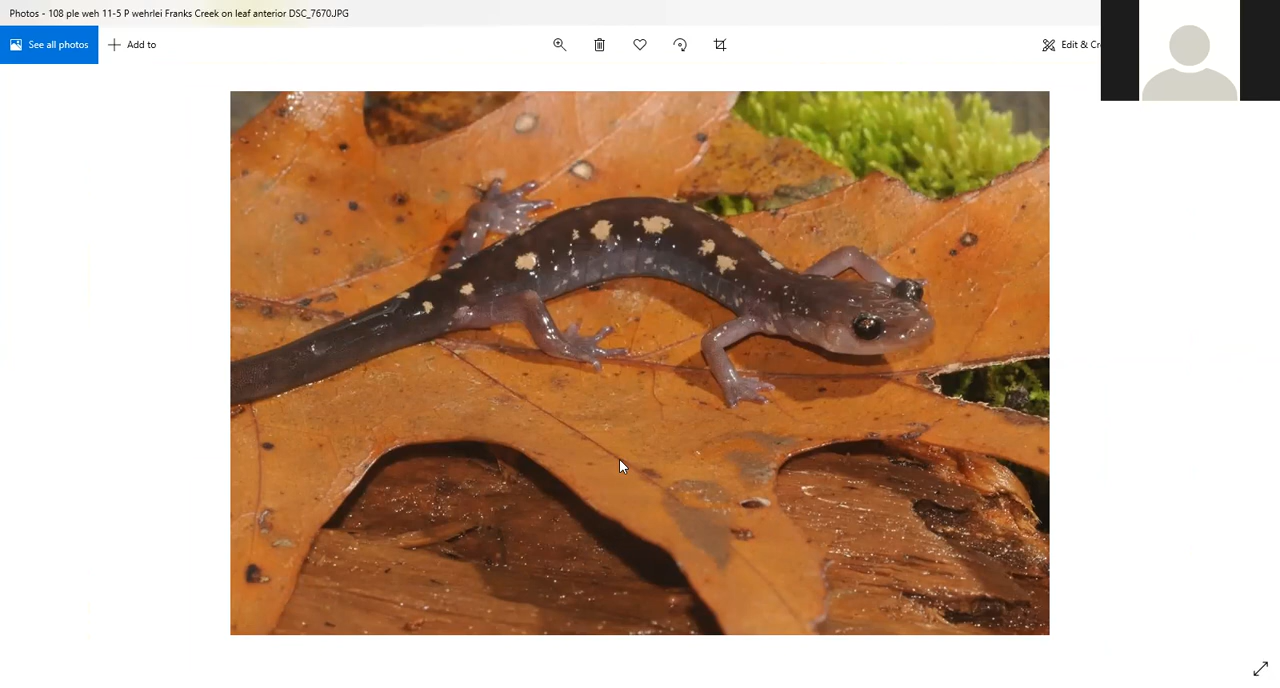 Photos - 108 ple weh 11-5 P wehrlei Franks Creek on leaf anterior DSC_7670.JPG
See all photos
Add to
Edit & Cr